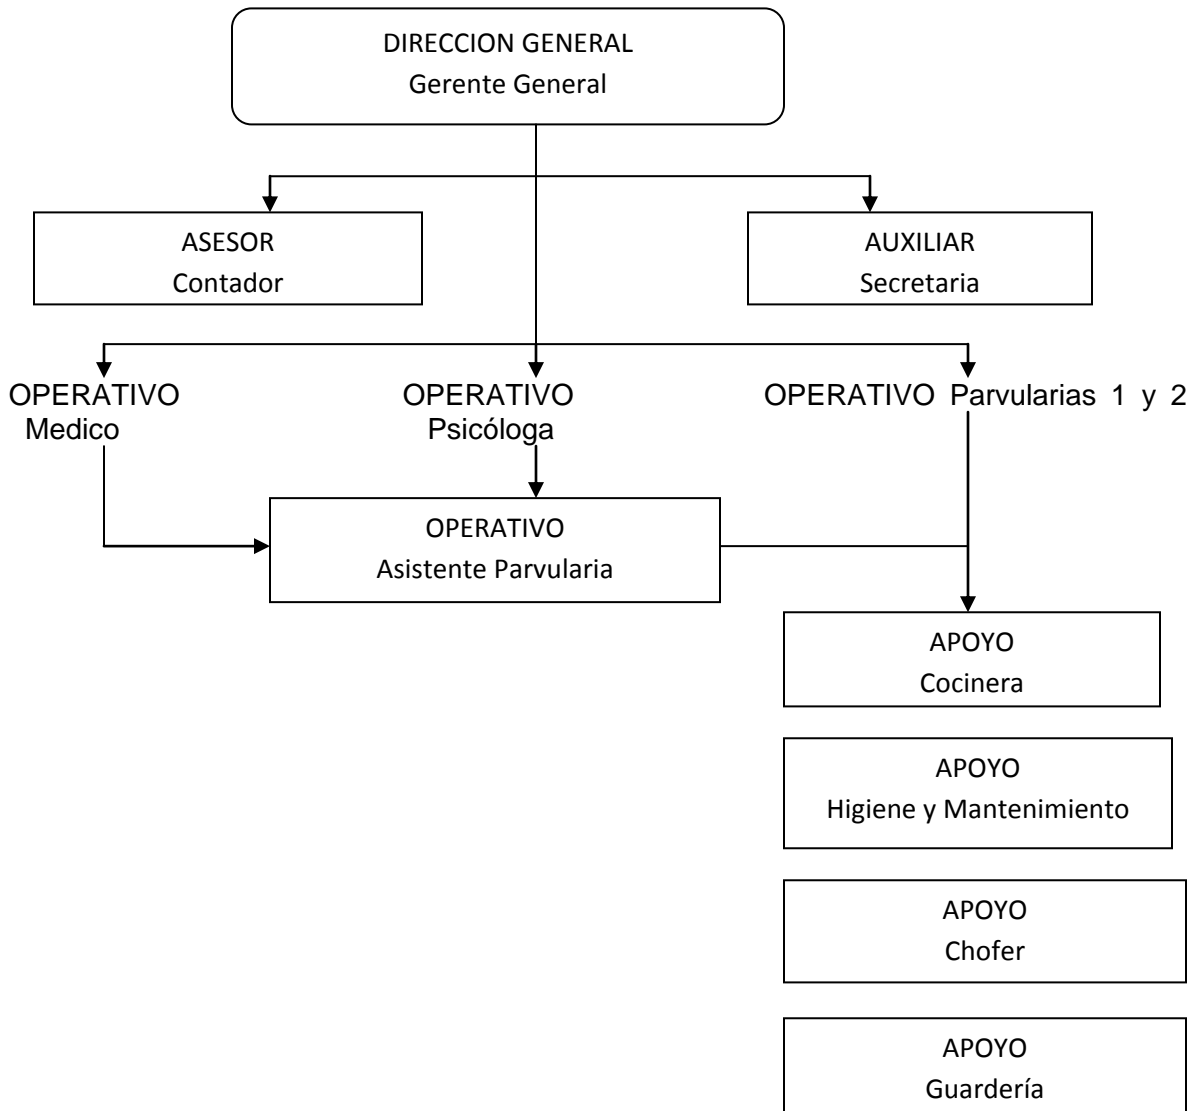 DIRECCION GENERAL
Gerente General
ASESOR
Contador
AUXILIAR
Secretaria
OPERATIVO
Medico
OPERATIVO
Psicóloga
OPERATIVO Parvularias 1 y 2
OPERATIVO
Asistente Parvularia
APOYO
Cocinera
APOYO
Higiene y Mantenimiento
APOYO
Chofer
APOYO
Guardería